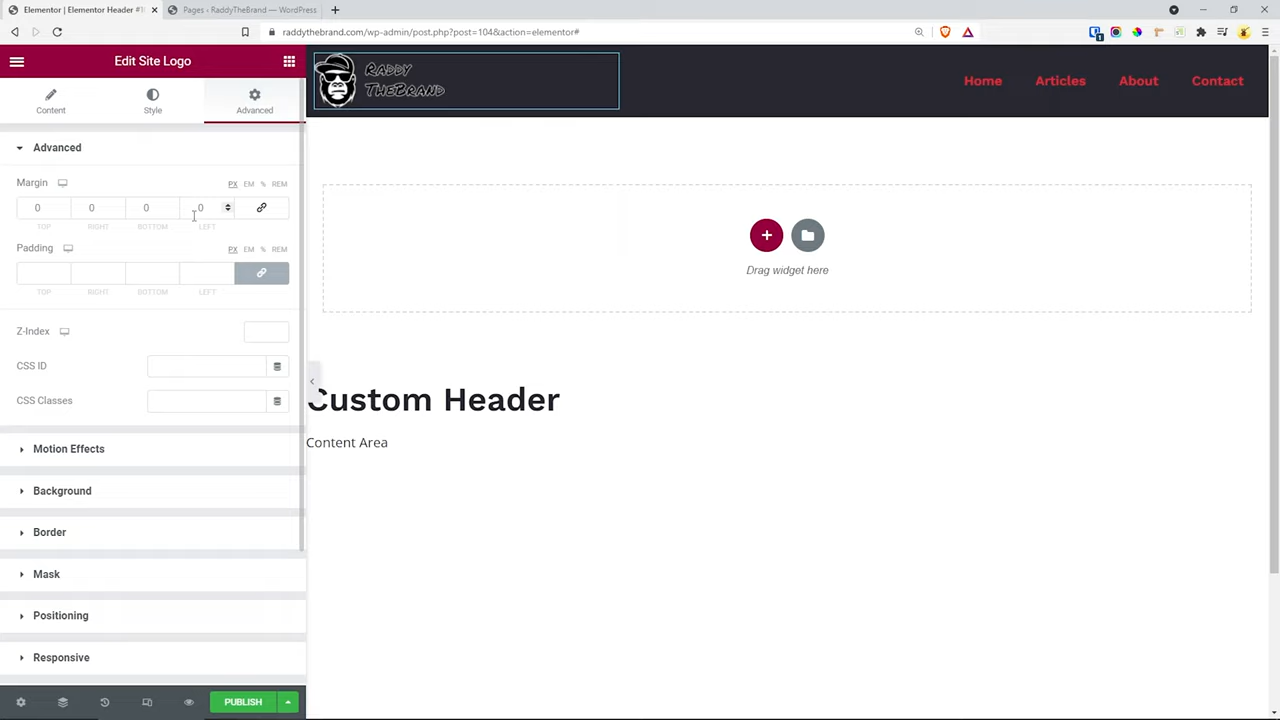 Elementor | Elementor Header #1
Pages ‹ RaddyTheBrand — WordPress
raddythebrand.com/wp-admin/post.php?post=104&action=elementor#
Edit Site Logo
Content
Style
Advanced
Advanced
Margin
PX EM % REM
0 0 0 0
TOP RIGHT BOTTOM LEFT
Padding
PX EM % REM
TOP RIGHT BOTTOM LEFT
Z-Index
CSS ID
CSS Classes
Motion Effects
Background
Border
Mask
Positioning
Responsive
PUBLISH
Raddy
TheBrand
Home Articles About Contact
Drag widget here
Custom Header
Content Area